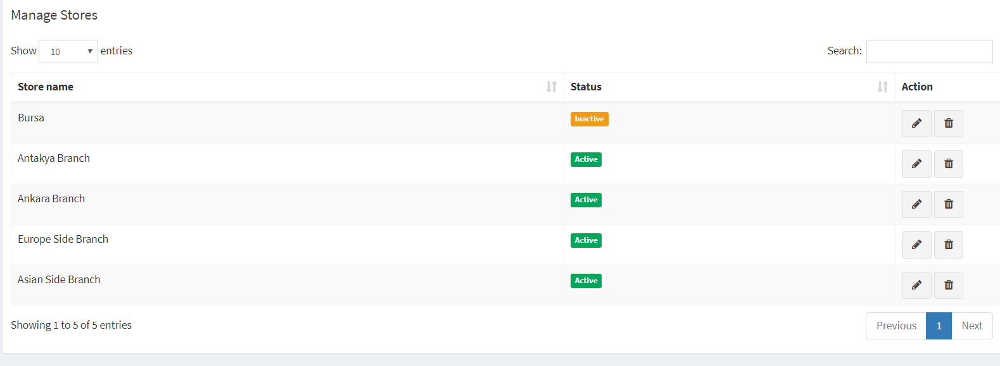 Manage Stores
Show 10 entries Search:
Store name Status Action
Bursa Inactive
Antakya Branch Active
Ankara Branch Active
Europe Side Branch Active
Asian Side Branch Active
Showing 1 to 5 of 5 entries Previous 1 Next